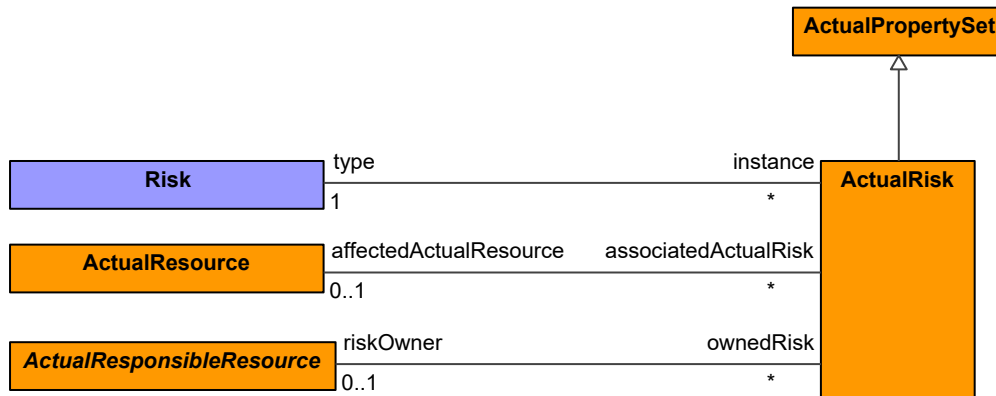 ActualPropertySet
type
instance
Risk
ActualRisk
1
*
affectedActualResource
associatedActualRisk
ActualResource
0..1
*
riskOwner
ownedRisk
ActualResponsibleResource
0..1
*